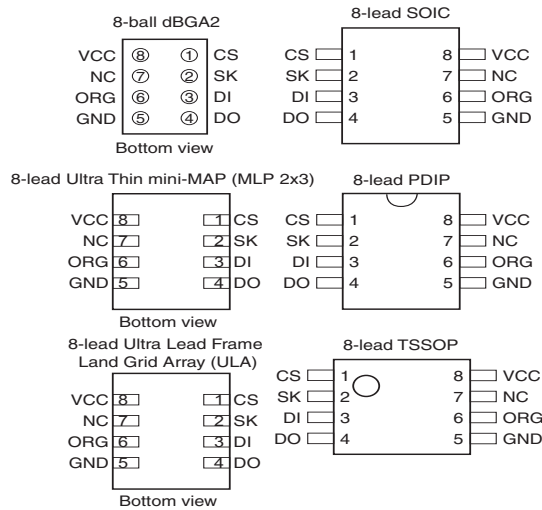 8-ball dBGA2
VCC 8 1 CS
NC 7 2 SK
ORG 6 3 DI
GND 5 4 DO
Bottom view
8-lead SOIC
CS 1 8 VCC
SK 2 7 NC
DI 3 6 ORG
DO 4 5 GND
8-lead Ultra Thin mini-MAP (MLP 2x3)
VCC 8 1 CS
NC 7 2 SK
ORG 6 3 DI
GND 5 4 DO
Bottom view
8-lead PDIP
CS 1 8 VCC
SK 2 7 NC
DI 3 6 ORG
DO 4 5 GND
8-lead Ultra Lead Frame
Land Grid Array (ULA)
VCC 8 1 CS
NC 7 2 SK
ORG 6 3 DI
GND 5 4 DO
Bottom view
8-lead TSSOP
CS 1 8 VCC
SK 2 7 NC
DI 3 6 ORG
DO 4 5 GND